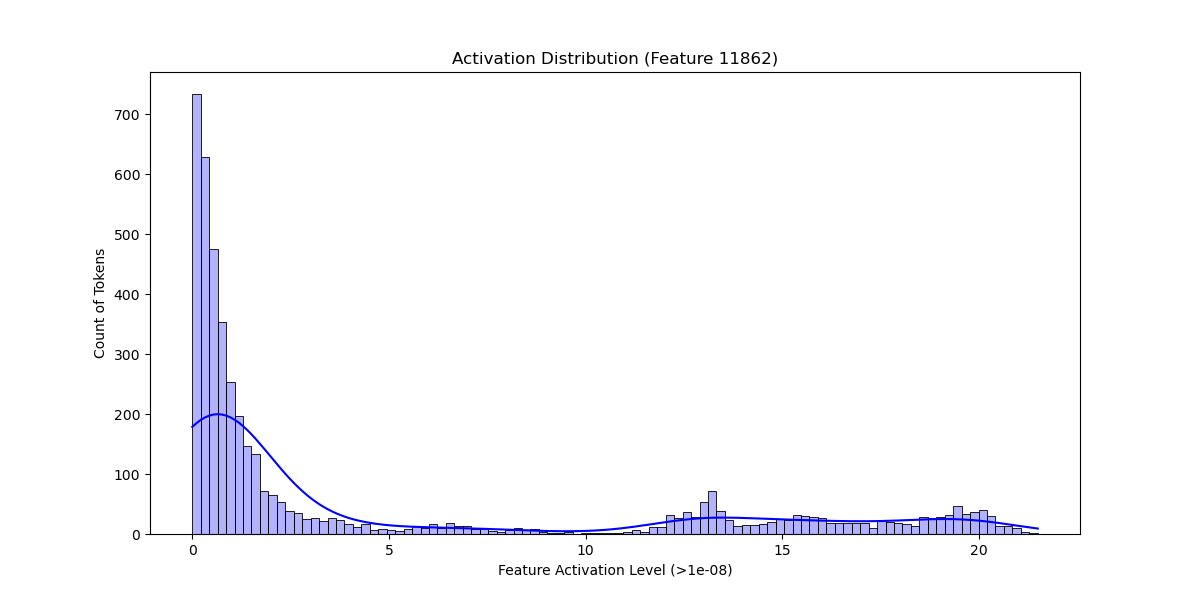 Activation Distribution (Feature 11862)
Count of Tokens
700
600
500
400
300
200
100
0
0 5 10 15 20
Feature Activation Level (>1e-08)